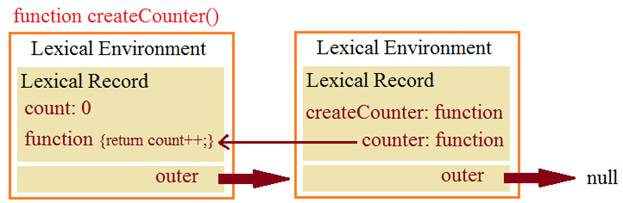 function createCounter()
Lexical Environment
Lexical Record
count: 0
function {return count++;}
outer
Lexical Environment
Lexical Record
createCounter: function
counter: function
outer
null